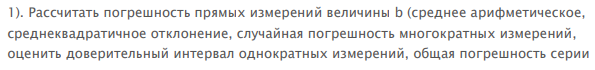 1). Рассчитать погрешность прямых измерений величины b (среднее арифметическое,
среднеквадратичное отклонение, случайная погрешность многократных измерений,
оценить доверительный интервал однократных измерений, общая погрешность серии